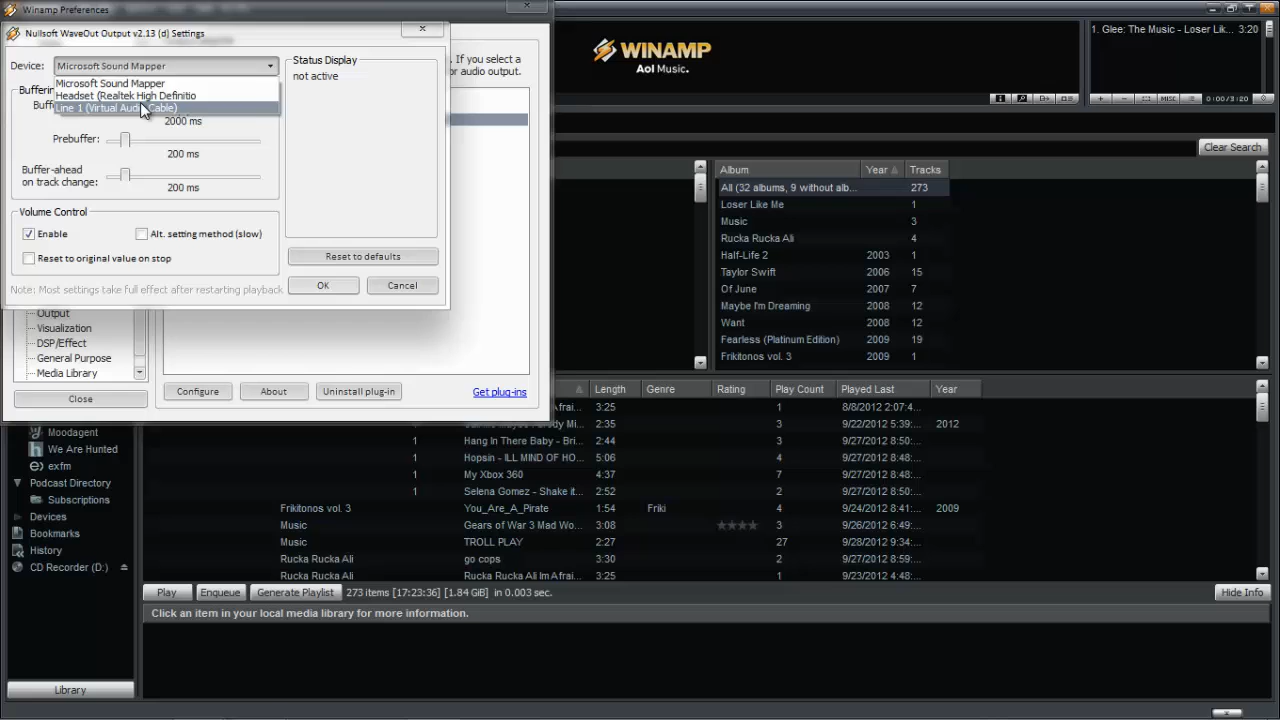 Winamp Preferences
Nullsoft WaveOut Output v2.13 (d) Settings
Device: Microsoft Sound Mapper
Microsoft Sound Mapper
Headset (Realtek High Definitio
Line 1 (Virtual Audio Cable)
2000 ms
Prebuffer:
200 ms
Buffer-ahead
on track change:
200 ms
Volume Control
Enable
Alt. setting method (slow)
Reset to original value on stop
Note: Most settings take full effect after restarting playback
Status Display
not active
Reset to defaults
OK
Cancel
. If you select a
or audio output.
Output
Visualization
DSP/Effect
General Purpose
Media Library
Close
Configure
About
Uninstall plug-in
Get plug-ins
WINAMP
Aol Music.
1. Glee: The Music - Loser Lik... 3:20
MISC
0:00/3:20
Clear Search
Album Year Tracks
All (32 albums, 9 without alb... 273
Loser Like Me 1
Music 3
Rucka Rucka Ali 4
Half-Life 2 2003 1
Taylor Swift 2006 15
Of June 2007 7
Maybe I'm Dreaming 2008 12
Want 2008 12
Fearless (Platinum Edition) 2009 19
Frikitonos vol. 3 2009 1
Length Genre Rating Play Count Played Last Year
3:25 1 8/8/2012 2:07:4...
2:35 3 9/22/2012 5:39:... 2012
1 Hang In There Baby - Bri... 2:44 3 9/27/2012 8:50:...
1 Hopsin - ILL MIND OF HO... 5:06 4 9/27/2012 8:48:...
1 My Xbox 360 4:37 7 9/27/2012 8:48:...
1 Selena Gomez - Shake it... 2:52 2 9/27/2012 8:50:...
Frikitonos vol. 3 You_Are_A_Pirate 1:54 Friki 2 9/24/2012 8:41:... 2009
Music Gears of War 3 Mad Wo... 3:08 ★★★★ 3 9/26/2012 6:49:...
Music TROLL PLAY 2:27 27 9/28/2012 9:34:...
Rucka Rucka Ali go cops 3:30 2 9/27/2012 8:59:...
Rucka Rucka Ali Rucka Rucka Ali Im Afrai... 3:25 1 9/23/2012 4:48:...
Moodagent
We Are Hunted
exfm
Podcast Directory
Subscriptions
Devices
Bookmarks
History
CD Recorder (D:)
Play
Enqueue
Generate Playlist
273 items [17:23:36] [1.84 GiB] in 0.003 sec.
Hide Info
Click an item in your local media library for more information.
Library